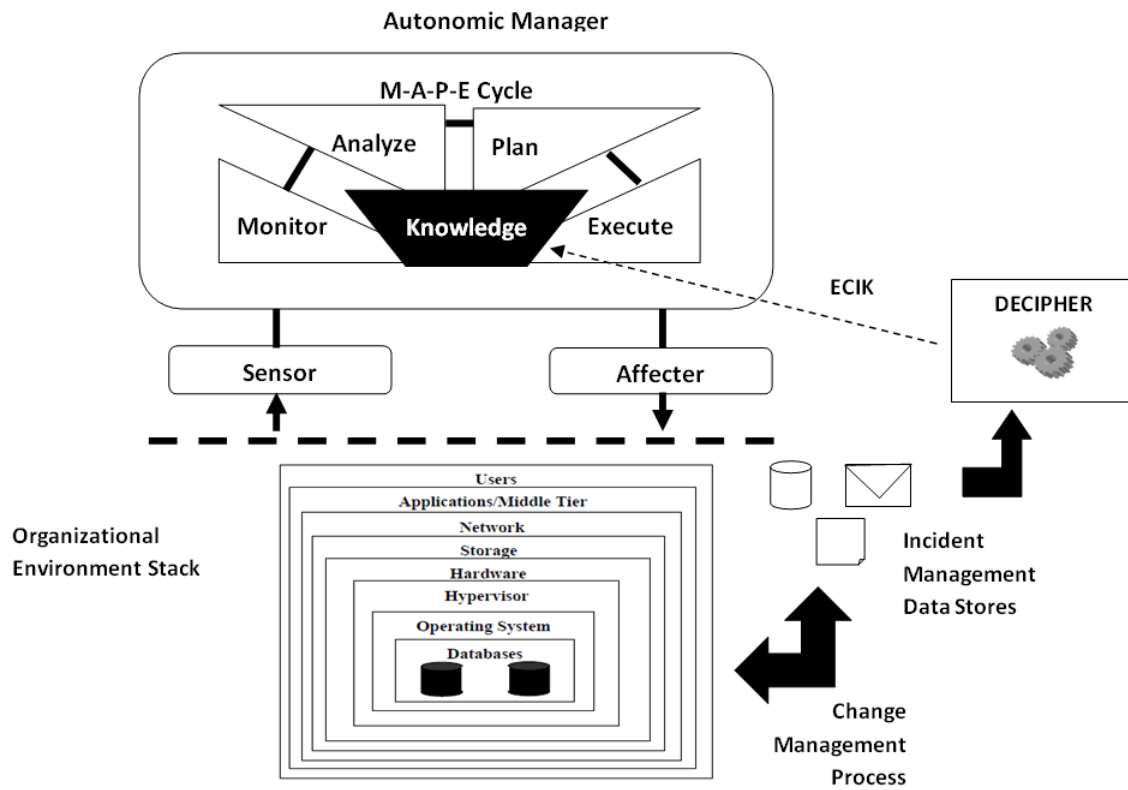 Autonomic Manager
M-A-P-E Cycle
Analyze
Plan
Monitor
Knowledge
Execute
ECIK
DECIPHER
Sensor
Affecter
Users
Applications/Middle Tier
Network
Storage
Hardware
Hypervisor
Operating System
Databases
Organizational
Environment Stack
Incident
Management
Data Stores
Change
Management
Process